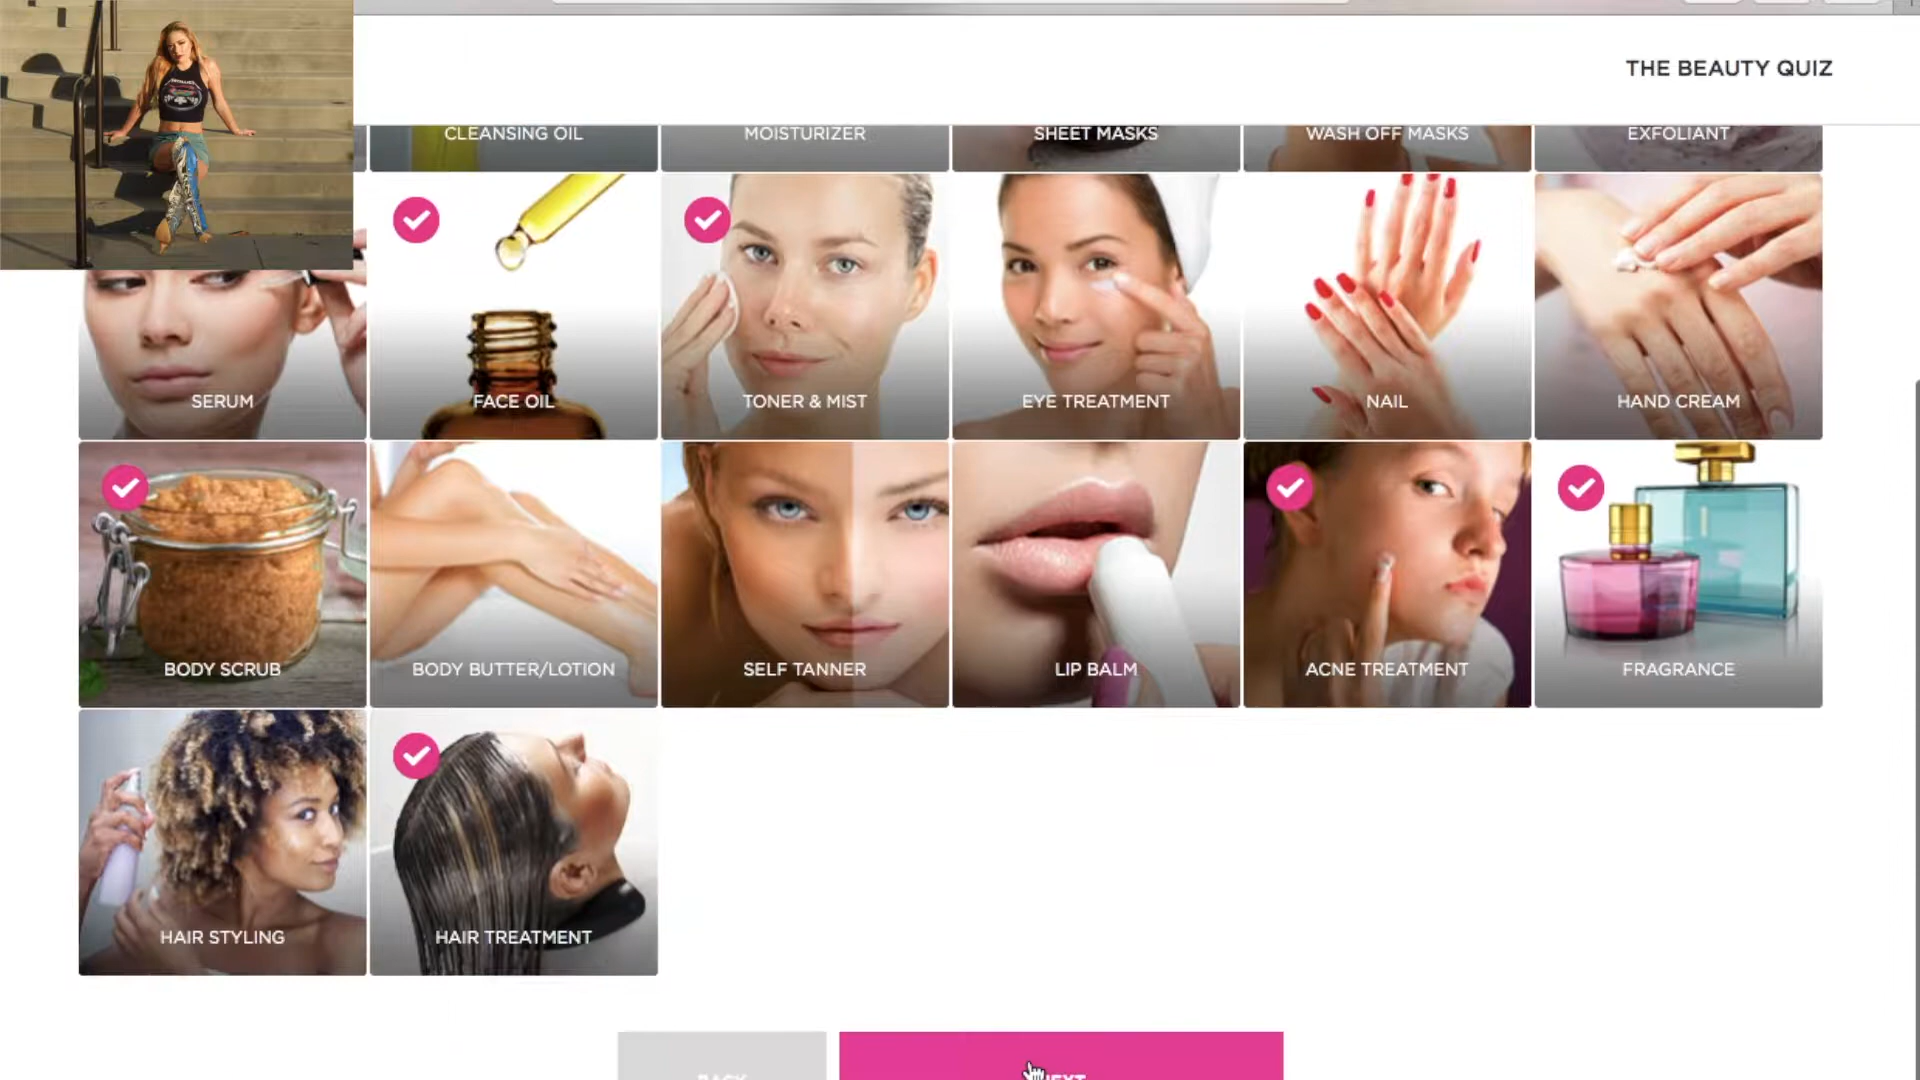 THE BEAUTY QUIZ
CLEANSING OIL
MOISTURIZER
SHEET MASKS
WASH OFF MASKS
EXFOLIANT
SERUM
FACE OIL
TONER & MIST
EYE TREATMENT
NAIL
HAND CREAM
BODY SCRUB
BODY BUTTER/LOTION
SELF TANNER
LIP BALM
ACNE TREATMENT
FRAGRANCE
HAIR STYLING
HAIR TREATMENT